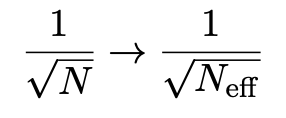 1/√N → 1/√N_eff